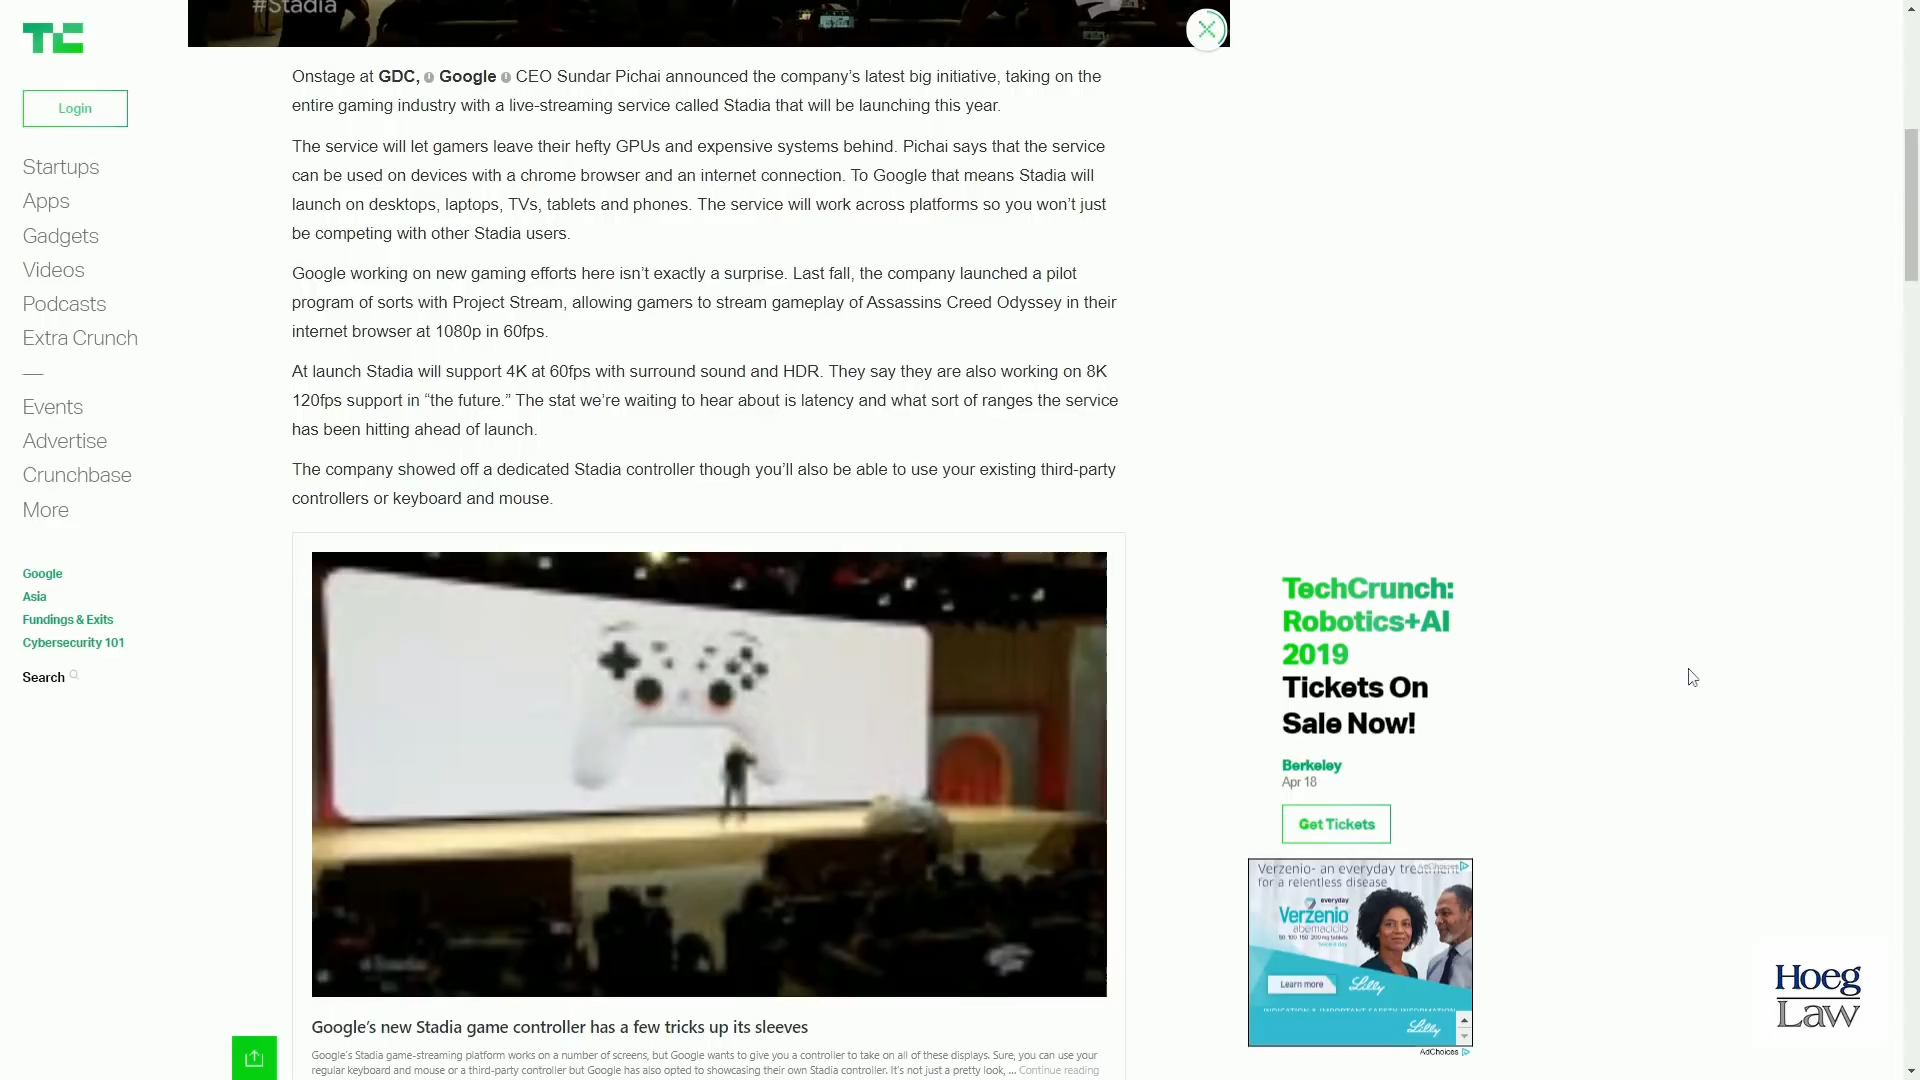 #Stadia
TC
Login
Startups
Apps
Gadgets
Videos
Podcasts
Extra Crunch
—
Events
Advertise
Crunchbase
More
Google
Asia
Fundings & Exits
Cybersecurity 101
Search
Onstage at GDC, Google CEO Sundar Pichai announced the company’s latest big initiative, taking on the
entire gaming industry with a live-streaming service called Stadia that will be launching this year.
The service will let gamers leave their hefty GPUs and expensive systems behind. Pichai says that the service
can be used on devices with a chrome browser and an internet connection. To Google that means Stadia will
launch on desktops, laptops, TVs, tablets and phones. The service will work across platforms so you won’t just
be competing with other Stadia users.
Google working on new gaming efforts here isn’t exactly a surprise. Last fall, the company launched a pilot
program of sorts with Project Stream, allowing gamers to stream gameplay of Assassins Creed Odyssey in their
internet browser at 1080p in 60fps.
At launch Stadia will support 4K at 60fps with surround sound and HDR. They say they are also working on 8K
120fps support in “the future.” The stat we’re waiting to hear about is latency and what sort of ranges the service
has been hitting ahead of launch.
The company showed off a dedicated Stadia controller though you’ll also be able to use your existing third-party
controllers or keyboard and mouse.
Google’s new Stadia game controller has a few tricks up its sleeves
Google’s Stadia game-streaming platform works on a number of screens, but Google wants to give you a controller to take on all of these displays. Sure, you can use your
regular keyboard and mouse or a third-party controller but Google has also opted to showcasing their own Stadia controller. It’s not just a pretty look, ... Continue reading
TechCrunch:
Robotics+AI
2019
Tickets On
Sale Now!
Berkeley
Apr 18
Get Tickets
Verzenio- an everyday treatment
for a relentless disease
everyday
Verzenio
abemaciclib
Learn more
Lilly
INDICATION & IMPORTANT SAFETY INFORMATION
Lilly
AdChoices
Hoeg
Law